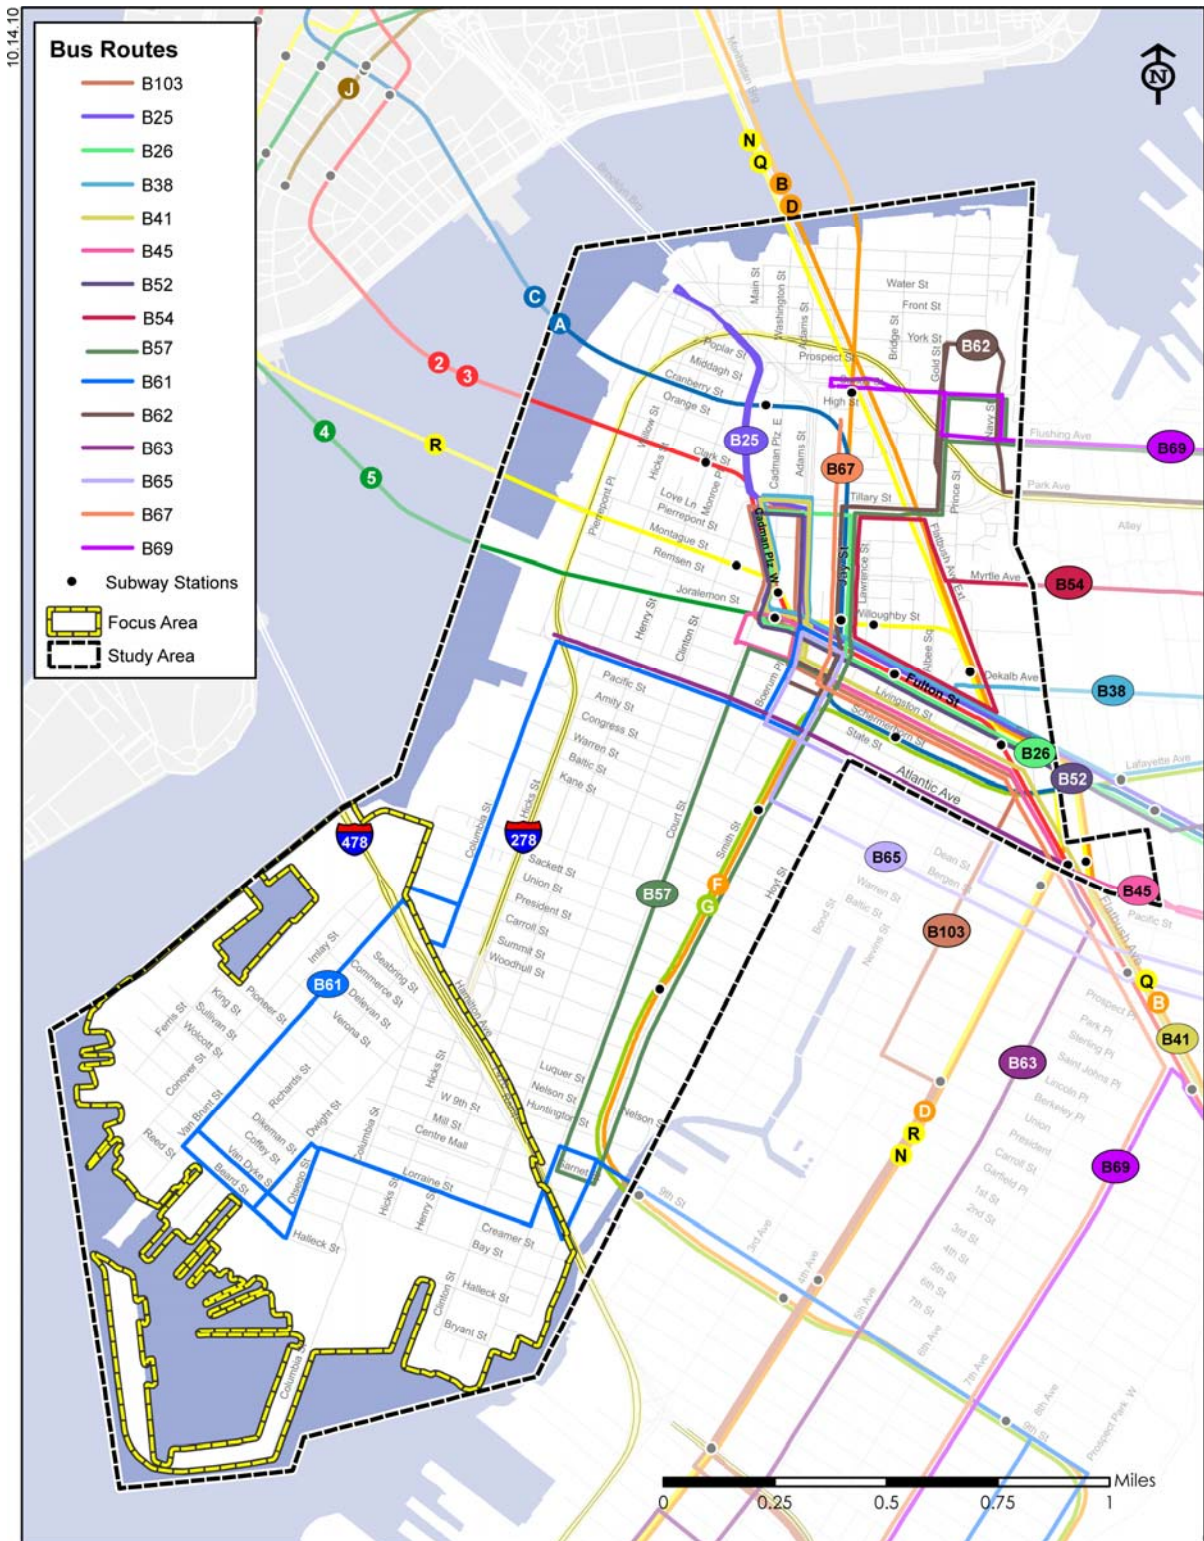 10.14.10
Bus Routes
B103
B25
B26
B38
B41
B45
B52
B54
B57
B61
B62
B63
B65
B67
B69
Subway Stations
Focus Area
Study Area
N
J
Manhattan Brg
Brooklyn Brg
N
Q
B
D
C
A
2
3
4
5
R
Main St
Washington St
Adams St
Water St
Front St
Bridge St
York St
Gold St
B62
Prospect St
Poplar St
Middagh St
Cranberry St
Orange St
High St
Navy St
Flushing Ave
B69
Willow St
Hicks St
B25
Cadman Plz. E
Adams St
B67
Clark St
Monroe Pl
Pierrepont Pl
Love Ln
Pierrepont St
Montague St
Remsen St
Joralemon St
Cadman Plz. W
Tillary St
Prince St
Park Ave
Alley
Jay St
Lawrence St
Flatbush Ave Ext
Myrtle Ave
B54
Willoughby St
Albee Sq
Dekalb Ave
B38
Henry St
Clinton St
Boerum Pl
Fulton St
Livingston St
Schermerhorn St
State St
Atlantic Ave
B26
B52
Lafayette Ave
Pacific St
Amity St
Congress St
Warren St
Baltic St
Kane St
Columbia St
Hicks St
Court St
Smith St
Hoyt St
478
278
Sackett St
Union St
President St
Carroll St
Summit St
Woodhull St
B57
F
G
B65
Dean St
Bergen St
Warren St
Baltic St
Bond St
Nevins St
B103
B45
Pacific St
Flatbush Ave
Q
B
B41
Imlay St
Seabring St
Commerce St
Delevan St
Verona St
B61
Hamilton Ave
Pioneer St
King St
Sullivan St
Wolcott St
Ferris St
Conover St
Van Brunt St
Reed St
Richards St
Dwight St
Dikeman St
Coffey St
Van Dyke St
Beard St
Otsego St
Halleck St
Columbia St
Hicks St
W 9th St
Mill St
Centre Mall
Lorraine St
Hicks St
Henry St
Luquer St
Nelson St
Huntington St
Nelson St
Garnet
Creamer St
Bay St
Halleck St
Clinton St
Bryant St
Columbia St
B63
Prospect Pl
Park Pl
Sterling Pl
Saint Johns Pl
Lincoln Pl
Berkeley Pl
Union
President
Carroll St
Garfield Pl
1st St
2nd St
3rd St
4th St
5th St
6th St
7th St
D
R
N
B69
9th St
3rd Ave
4th Ave
5th Ave
6th Ave
7th Ave
8th Ave
9th St
Prospect Park W
Miles
0
0.25
0.5
0.75
1